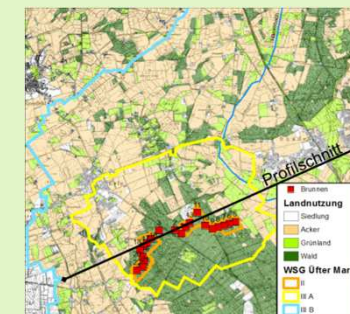 Profilschnitt
Brunnen
Landnutzung
Siedlung
Acker
Grünland
Wald
WSG Üfter Mar
II
III A
III B